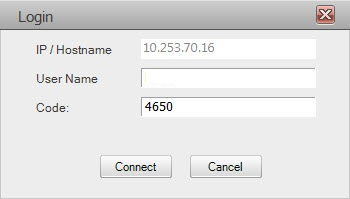 Login
IP / Hostname 10.253.70.16
User Name
Code: 4650
Connect Cancel